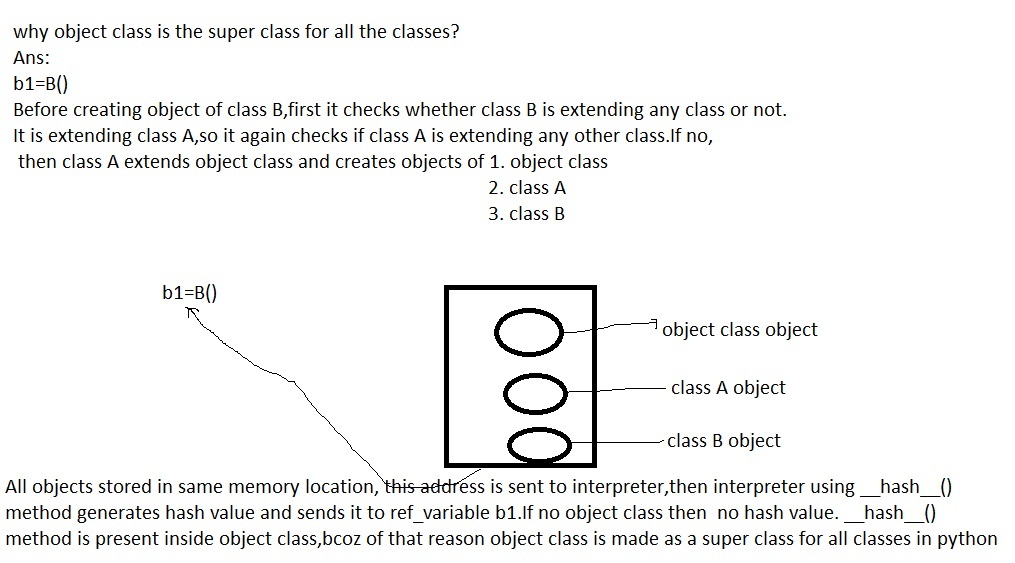 why object class is the super class for all the classes?
Ans:
b1=B()
Before creating object of class B,first it checks whether class B is extending any class or not.
It is extending class A,so it again checks if class A is extending any other class.If no,
then class A extends object class and creates objects of 1. object class
2. class A
3. class B
b1=B()
object class object
class A object
class B object
All objects stored in same memory location, this address is sent to interpreter,then interpreter using __hash__()
method generates hash value and sends it to ref_variable b1.If no object class then  no hash value. __hash__()
method is present inside object class,bcoz of that reason object class is made as a super class for all classes in python